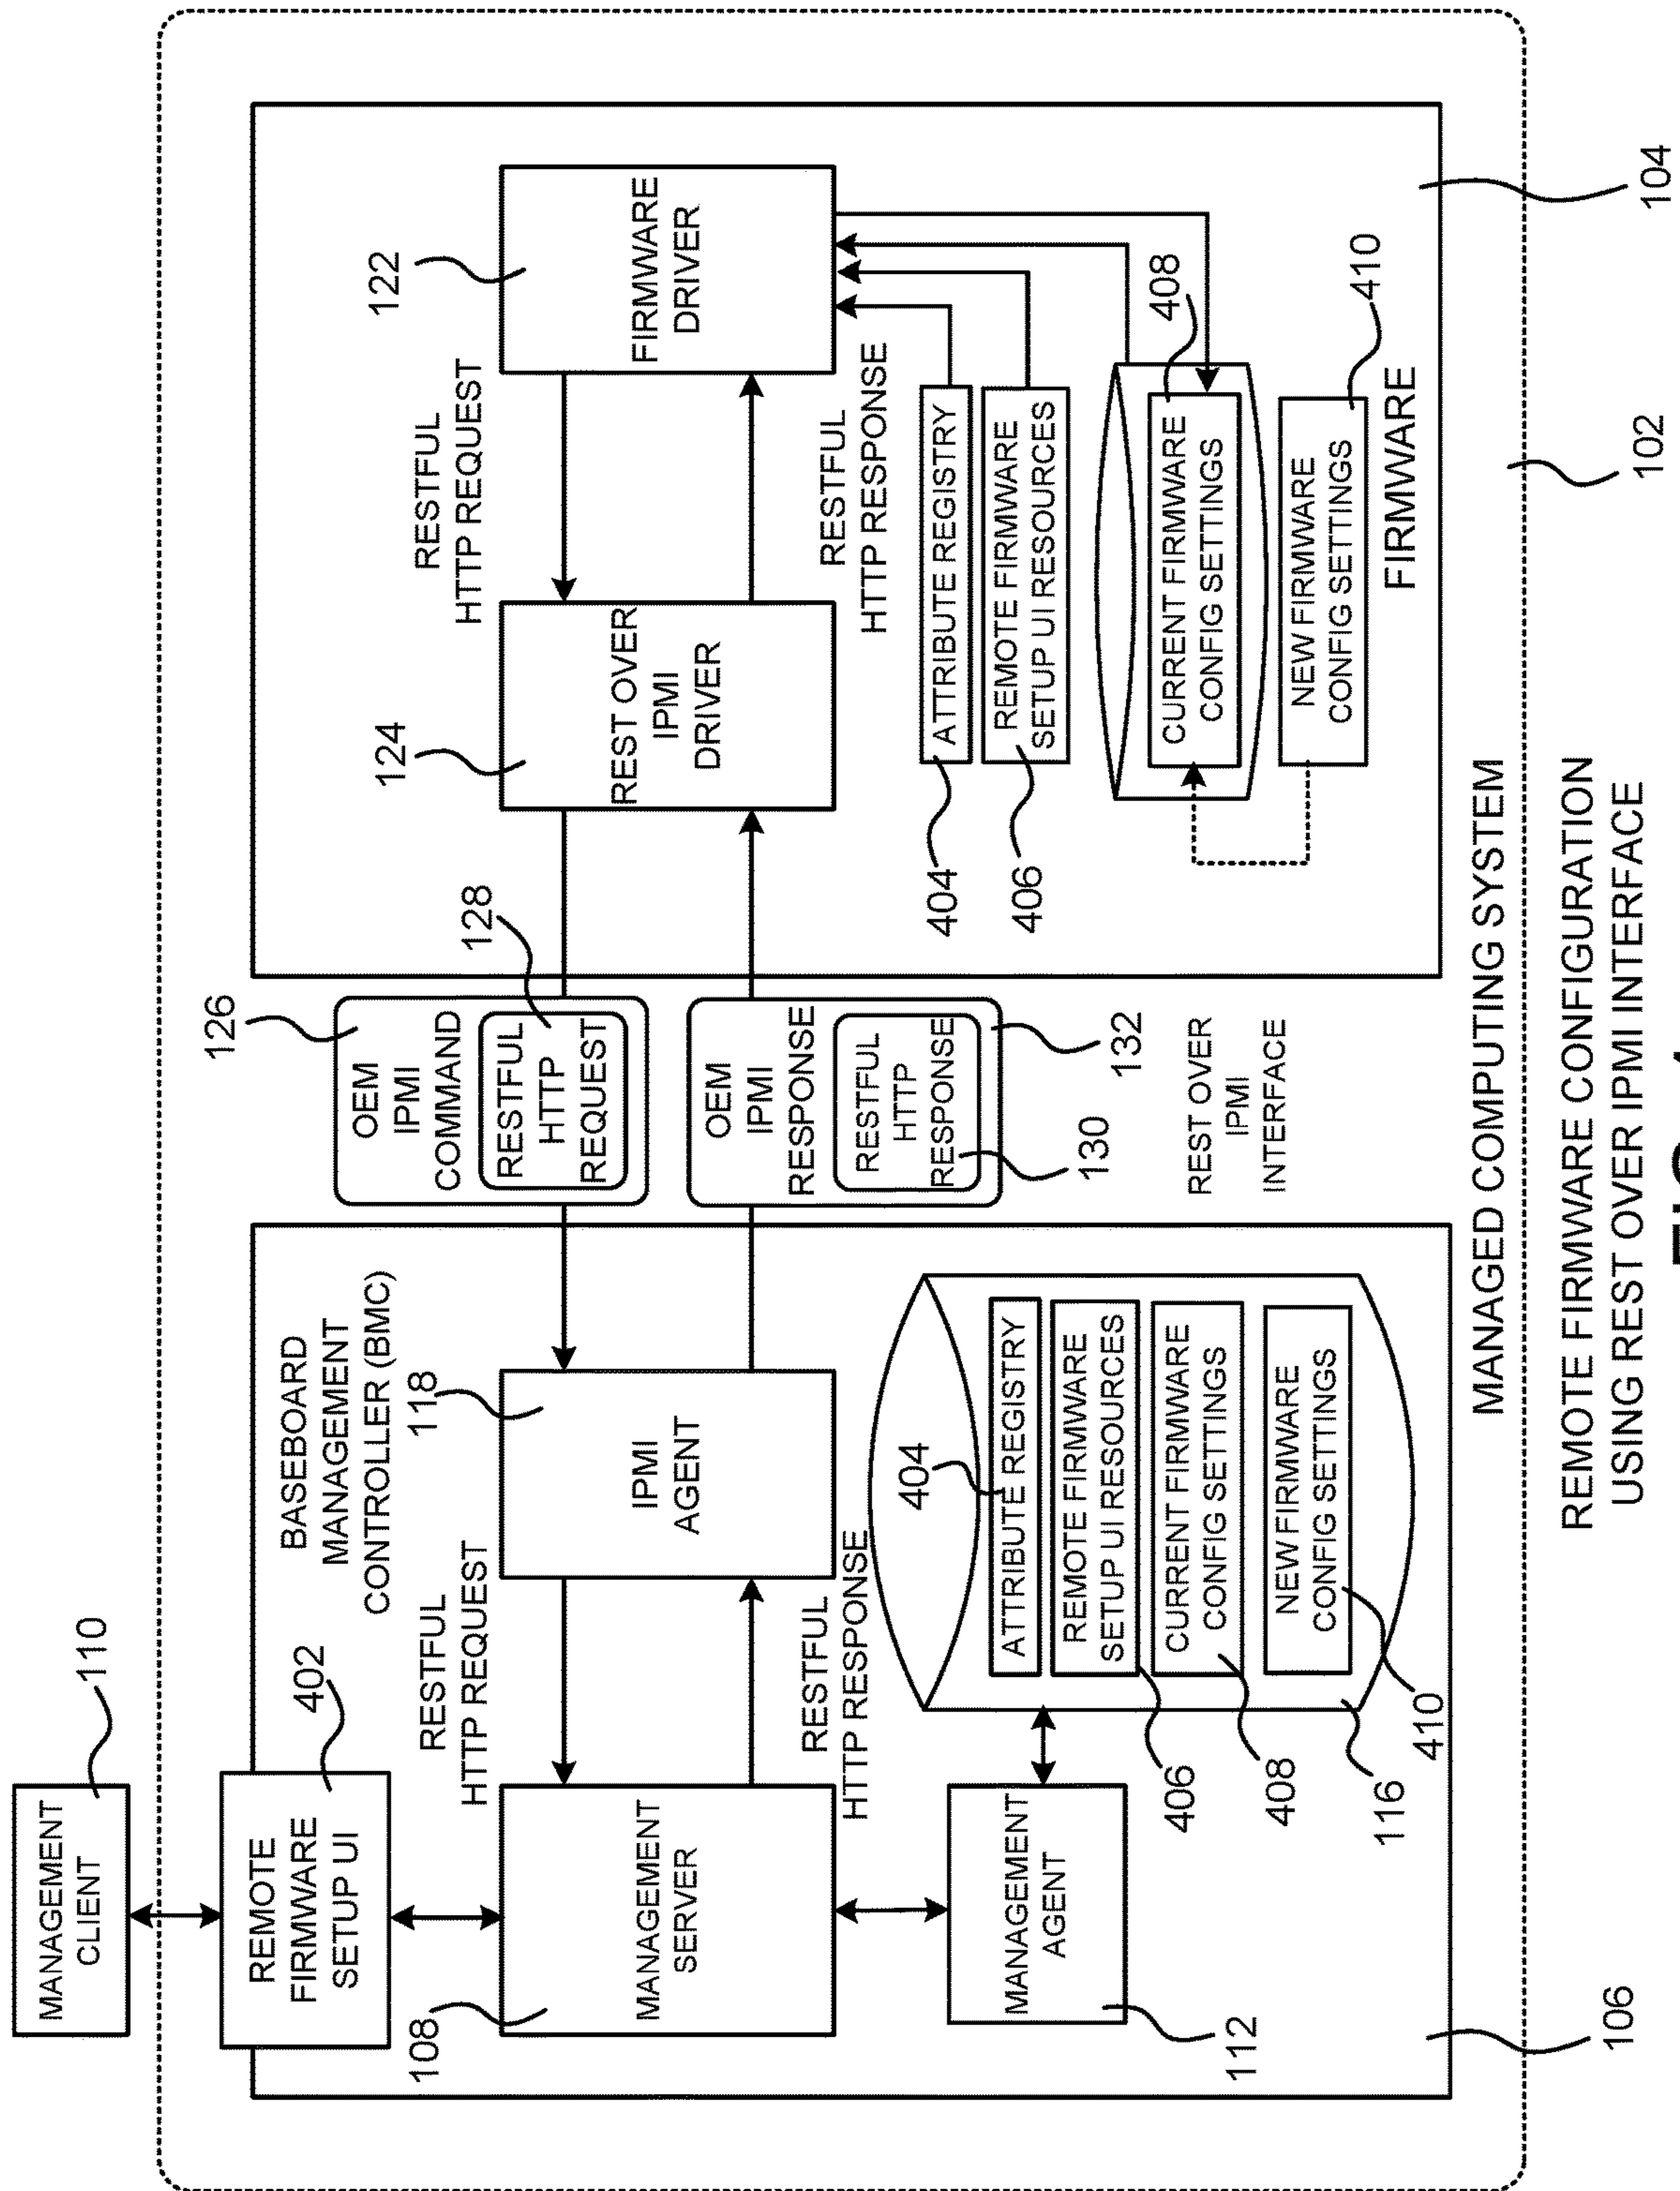 MANAGEMENT
CLIENT
110
REMOTE
FIRMWARE
SETUP UI
402
BASEBOARD
MANAGEMENT
CONTROLLER (BMC)
108
MANAGEMENT
SERVER
RESTFUL
HTTP REQUEST
RESTFUL
HTTP RESPONSE
118
IPMI
AGENT
MANAGEMENT
AGENT
112
404
ATTRIBUTE REGISTRY
REMOTE FIRMWARE
SETUP UI RESOURCES
CURRENT FIRMWARE
CONFIG SETTINGS
NEW FIRMWARE
CONFIG SETTINGS
406
408
116
410
106
126
OEM
IPMI
COMMAND
128
RESTFUL
HTTP
REQUEST
OEM
IPMI
RESPONSE
RESTFUL
HTTP
RESPONSE
132
130
REST OVER
IPMI
INTERFACE
124
REST OVER
IPMI
DRIVER
RESTFUL
HTTP REQUEST
RESTFUL
HTTP RESPONSE
122
FIRMWARE
DRIVER
404
ATTRIBUTE REGISTRY
406
REMOTE FIRMWARE
SETUP UI RESOURCES
408
CURRENT FIRMWARE
CONFIG SETTINGS
410
NEW FIRMWARE
CONFIG SETTINGS
FIRMWARE
104
MANAGED COMPUTING SYSTEM
102
REMOTE FIRMWARE CONFIGURATION
USING REST OVER IPMI INTERFACE